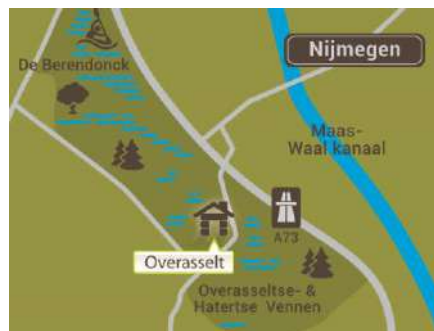 Nijmegen
De Berendonck
Maas-
Waal kanaal
A73
Overasselt
Overasseltse- &
Hatertse Vennen